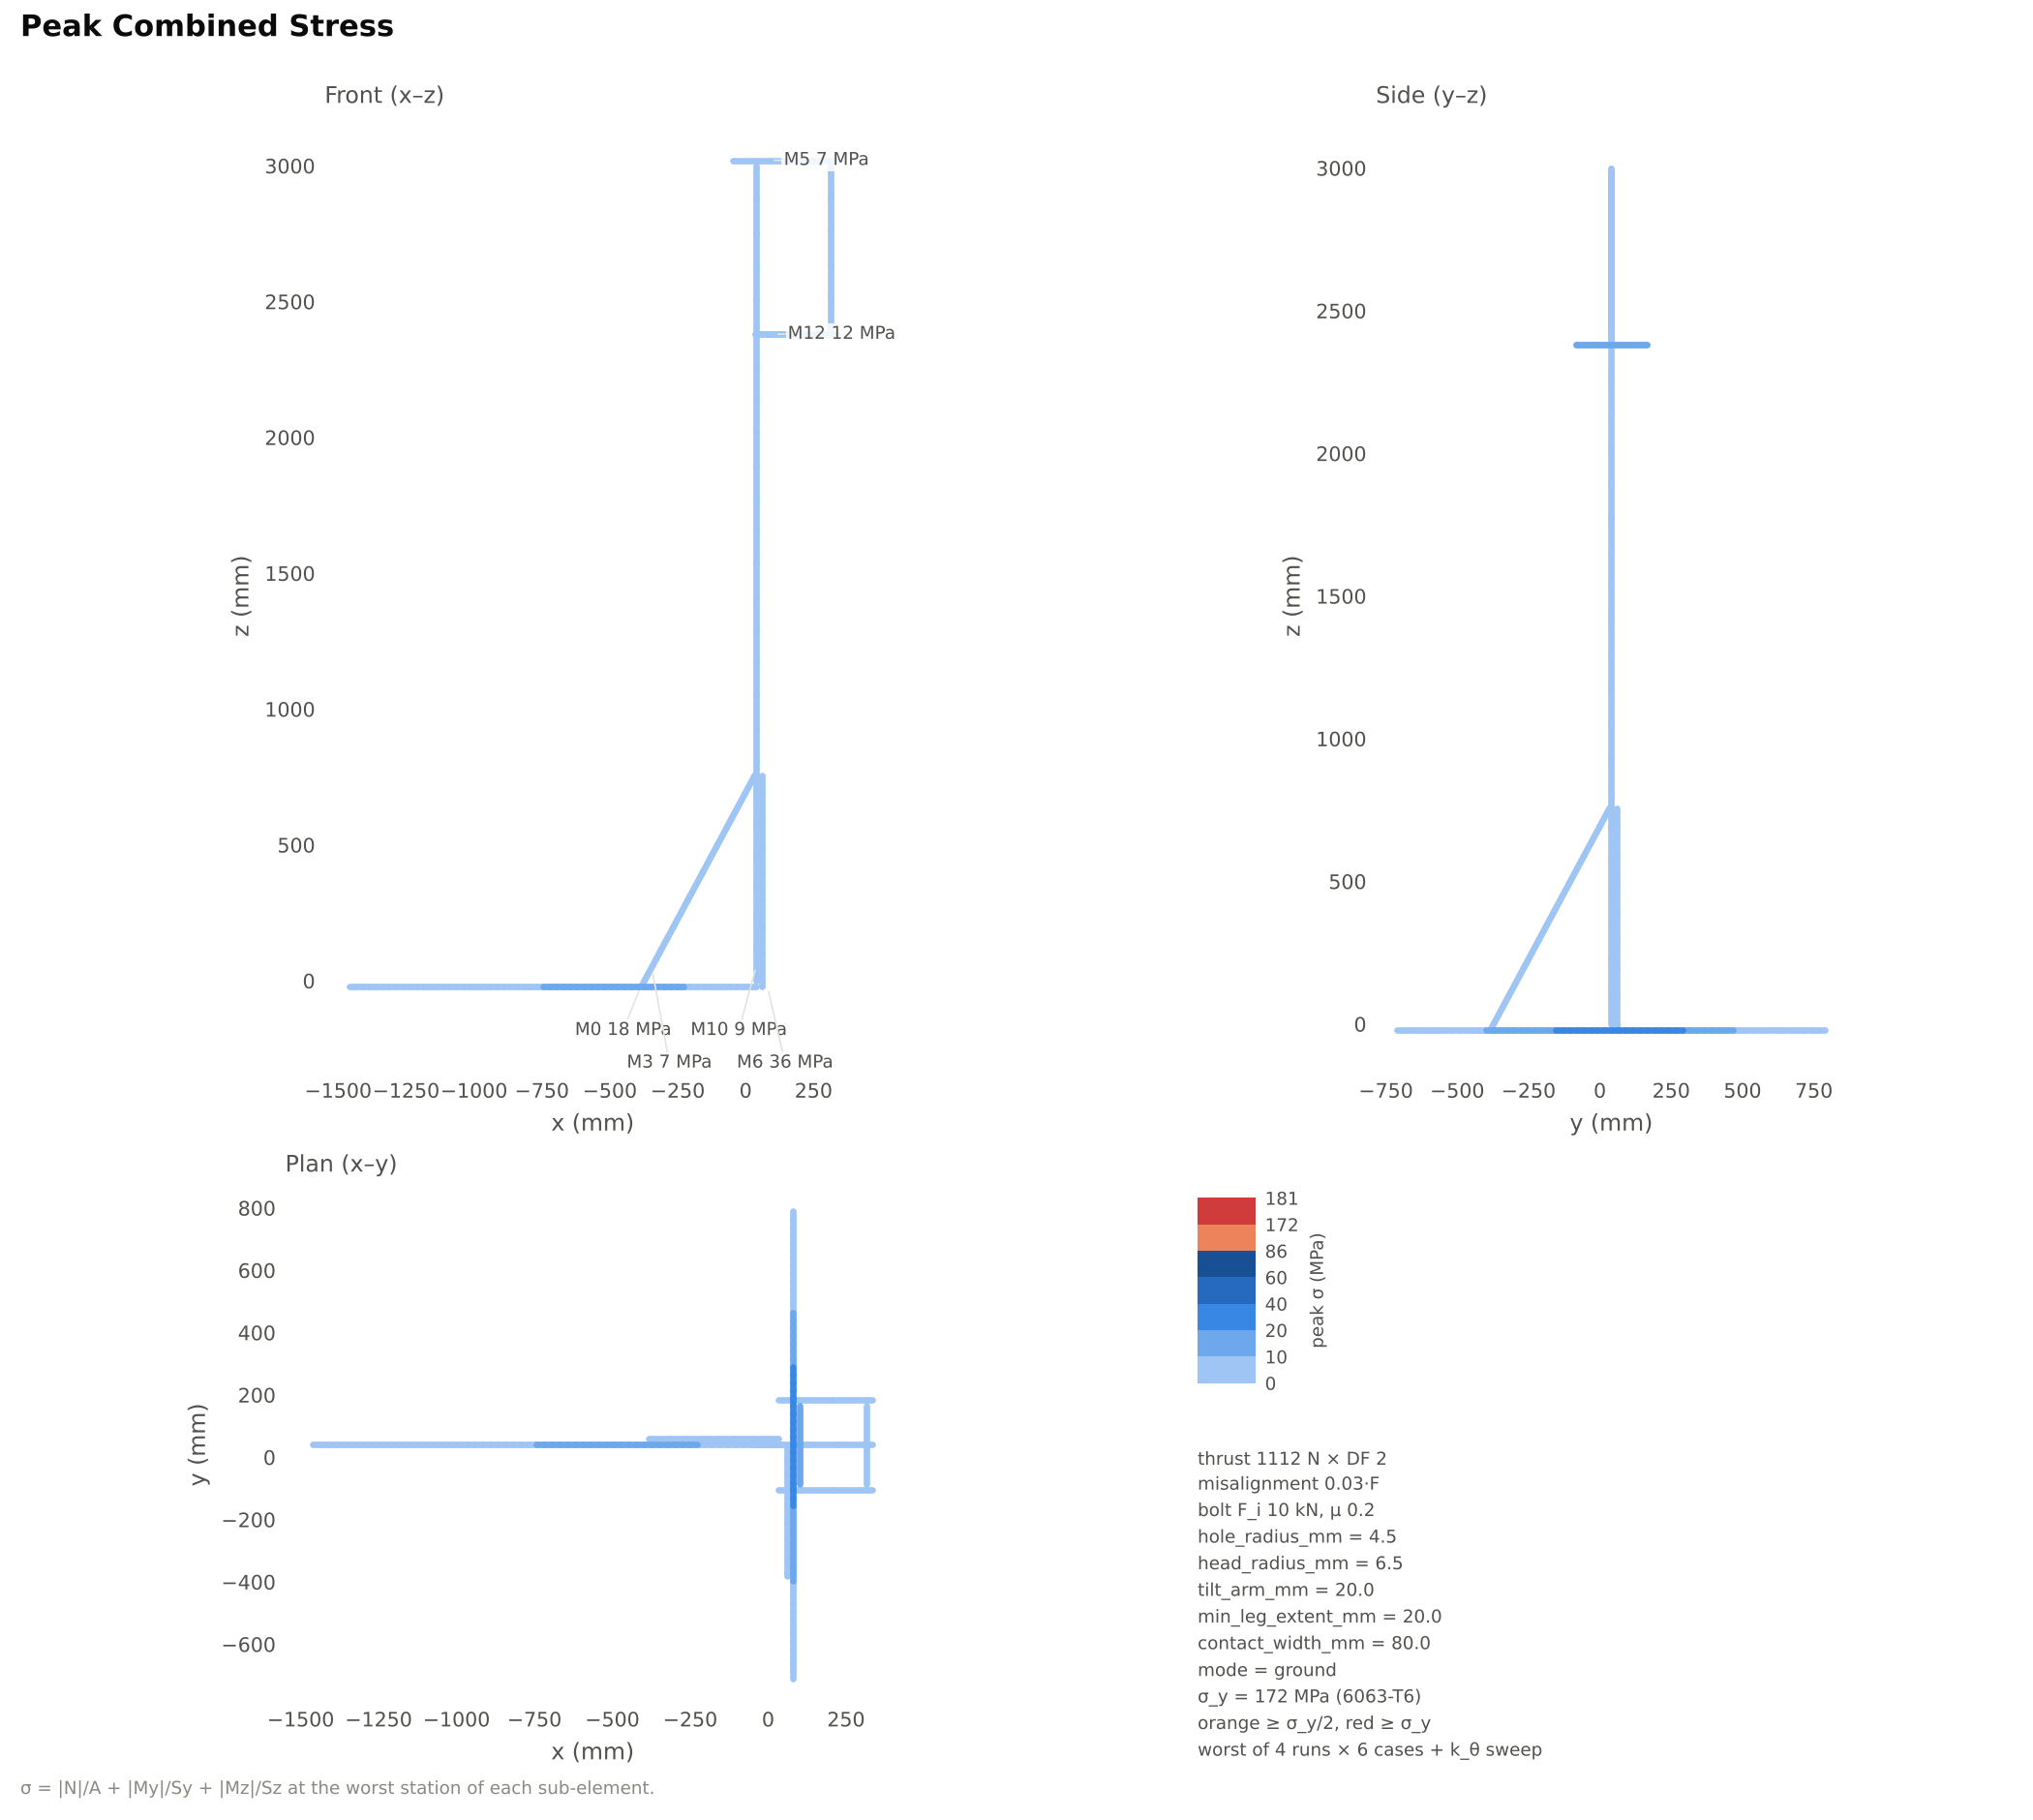 Peak Combined Stress
Front (x–z)
Side (y–z)
3000
2500
2000
1500
1000
500
0
z (mm)
M5 7 MPa
M12 12 MPa
M0 18 MPa
M10 9 MPa
M3 7 MPa
M6 36 MPa
−1500
−1250
−1000
−750
−500
−250
0
250
x (mm)
3000
2500
2000
1500
1000
500
0
z (mm)
−750
−500
−250
0
250
500
750
y (mm)
Plan (x–y)
800
600
400
200
0
−200
−400
−600
y (mm)
−1500
−1250
−1000
−750
−500
−250
0
250
x (mm)
181
172
86
60
40
20
10
0
peak σ (MPa)
thrust 1112 N × DF 2
misalignment 0.03·F
bolt F_i 10 kN, μ 0.2
hole_radius_mm = 4.5
head_radius_mm = 6.5
tilt_arm_mm = 20.0
min_leg_extent_mm = 20.0
contact_width_mm = 80.0
mode = ground
σ_y = 172 MPa (6063-T6)
orange ≥ σ_y/2, red ≥ σ_y
worst of 4 runs × 6 cases + k_θ sweep
σ = |N|/A + |My|/Sy + |Mz|/Sz at the worst station of each sub-element.